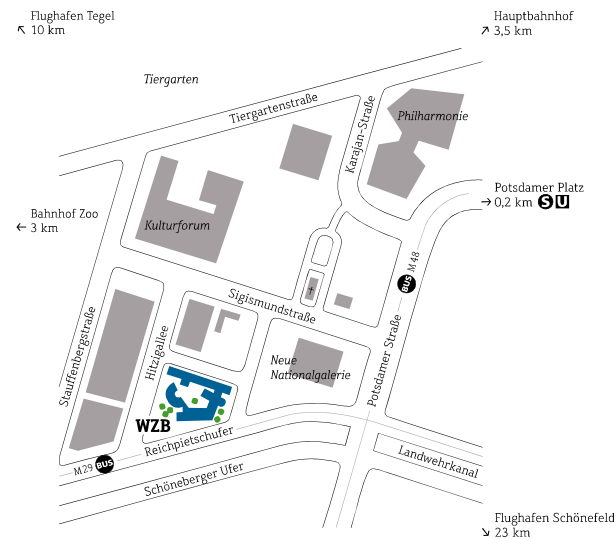 Flughafen Tegel
↖ 10 km
Hauptbahnhof
↗ 3,5 km
Tiergarten
Tiergartenstraße
Karajan-Straße
Philharmonie
Potsdamer Platz
→ 0,2 km S U
Bahnhof Zoo
← 3 km
Kulturforum
BUS M48
Sigismundstraße
Stauffenbergstraße
Hitzigallee
Potsdamer Straße
Neue
Nationalgalerie
WZB
Reichpietschufer
M29 BUS
Schöneberger Ufer
Landwehrkanal
Flughafen Schönefeld
↘ 23 km